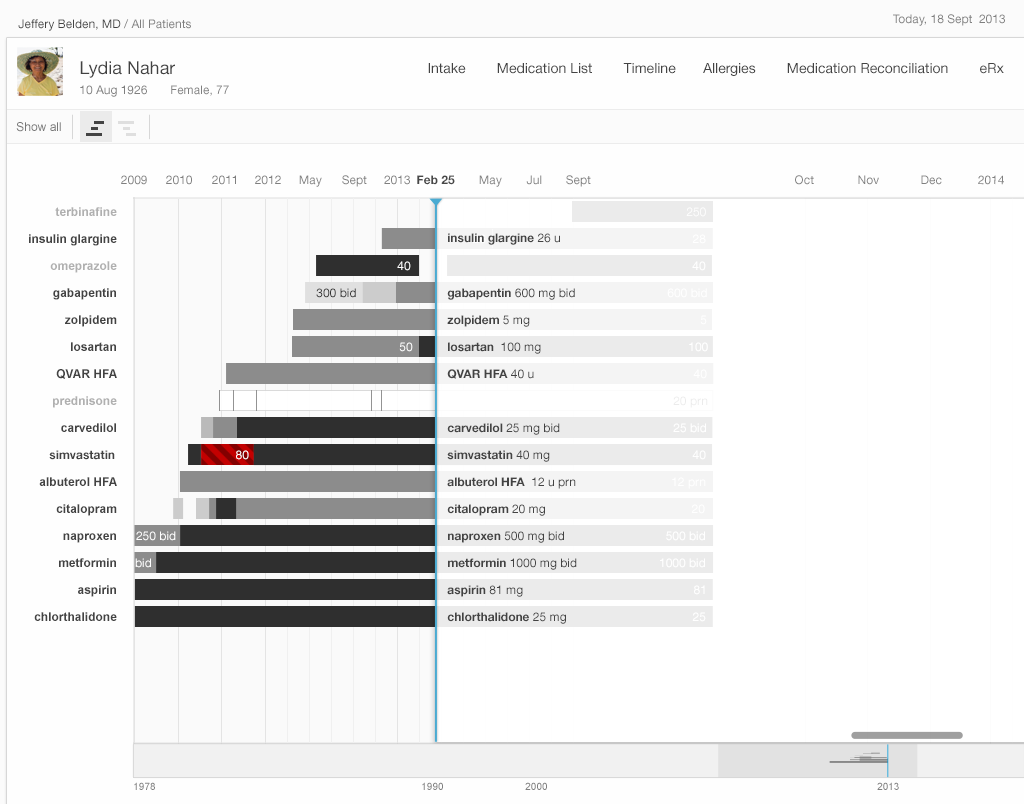 Jeffery Belden, MD / All Patients
Today, 18 Sept 2013
Lydia Nahar
10 Aug 1926 Female, 77
Intake Medication List Timeline Allergies Medication Reconciliation eRx
Show all
2009 2010 2011 2012 May Sept 2013 Feb 25 May Jul Sept Oct Nov Dec 2014
terbinafine 250
insulin glargine insulin glargine 26 u
omeprazole 40 40
gabapentin 300 bid gabapentin 600 mg bid 600 bid
zolpidem zolpidem 5 mg
losartan 50 losartan 100 mg 100
QVAR HFA QVAR HFA 40 u 40
prednisone 20 prn
carvedilol carvedilol 25 mg bid 25 bid
simvastatin 80 simvastatin 40 mg 40
albuterol HFA albuterol HFA 12 u prn 12 prn
citalopram citalopram 20 mg 20
naproxen 250 bid naproxen 500 mg bid 500 bid
metformin bid metformin 1000 mg bid 1000 bid
aspirin aspirin 81 mg 81
chlorthalidone chlorthalidone 25 mg 25
1978 1990 2000 2013